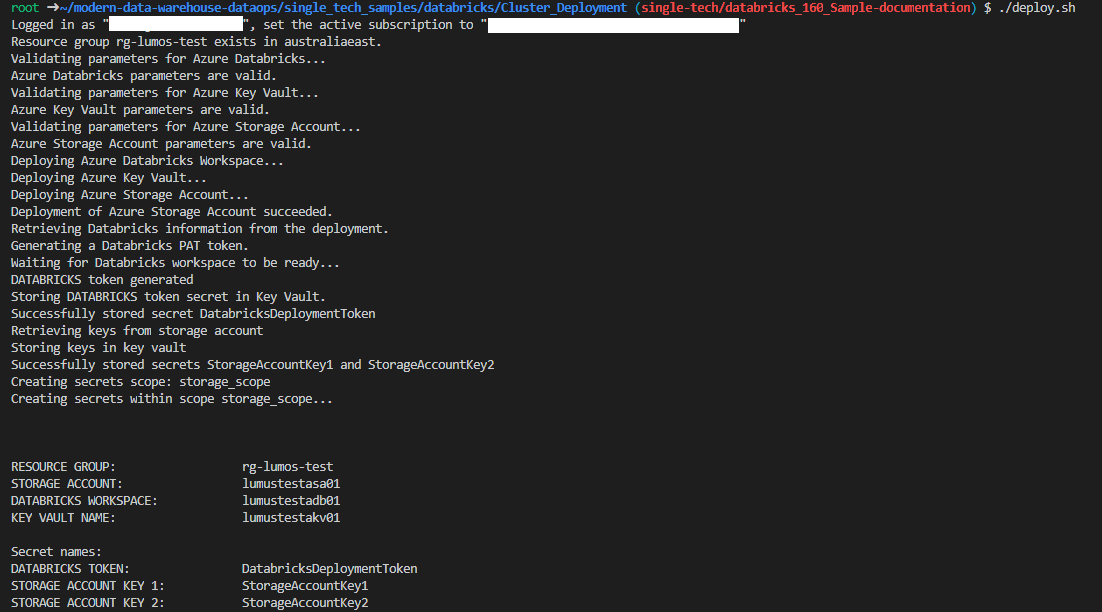 root ➜~/modern-data-warehouse-dataops/single_tech_samples/databricks/Cluster_Deployment (single-tech/databricks_160_Sample-documentation) $ ./deploy.sh
Logged in as "", set the active subscription to ""
Resource group rg-lumos-test exists in australiaeast.
Validating parameters for Azure Databricks...
Azure Databricks parameters are valid.
Validating parameters for Azure Key Vault...
Azure Key Vault parameters are valid.
Validating parameters for Azure Storage Account...
Azure Storage Account parameters are valid.
Deploying Azure Databricks Workspace...
Deploying Azure Key Vault...
Deploying Azure Storage Account...
Deployment of Azure Storage Account succeeded.
Retrieving Databricks information from the deployment.
Generating a Databricks PAT token.
Waiting for Databricks workspace to be ready...
DATABRICKS token generated
Storing DATABRICKS token secret in Key Vault.
Successfully stored secret DatabricksDeploymentToken
Retrieving keys from storage account
Storing keys in key vault
Successfully stored secrets StorageAccountKey1 and StorageAccountKey2
Creating secrets scope: storage_scope
Creating secrets within scope storage_scope...
RESOURCE GROUP: rg-lumos-test
STORAGE ACCOUNT: lumustestasa01
DATABRICKS WORKSPACE: lumustestadb01
KEY VAULT NAME: lumustestakv01
Secret names:
DATABRICKS TOKEN: DatabricksDeploymentToken
STORAGE ACCOUNT KEY 1: StorageAccountKey1
STORAGE ACCOUNT KEY 2: StorageAccountKey2